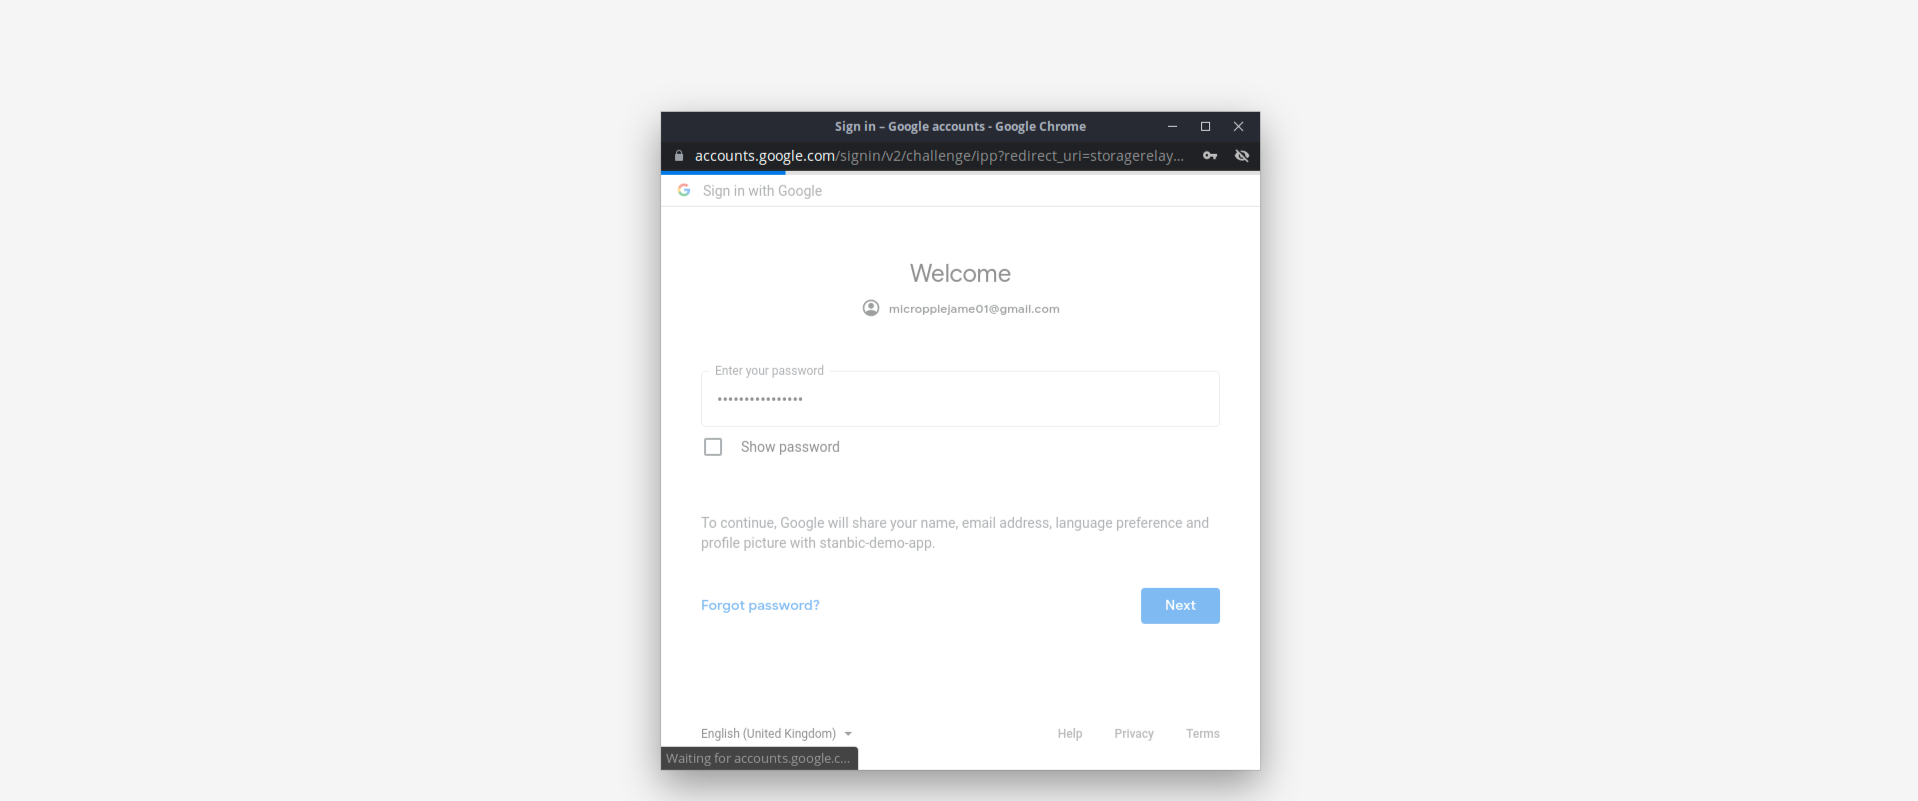 Sign in – Google accounts - Google Chrome
accounts.google.com/signin/v2/challenge/ipp?redirect_uri=storagerelay...
Sign in with Google
Welcome
micropplejame01@gmail.com
Enter your password
••••••••••••••••
Show password
To continue, Google will share your name, email address, language preference and
profile picture with stanbic-demo-app.
Forgot password?
Next
English (United Kingdom)
Help
Privacy
Terms
Waiting for accounts.google.c...